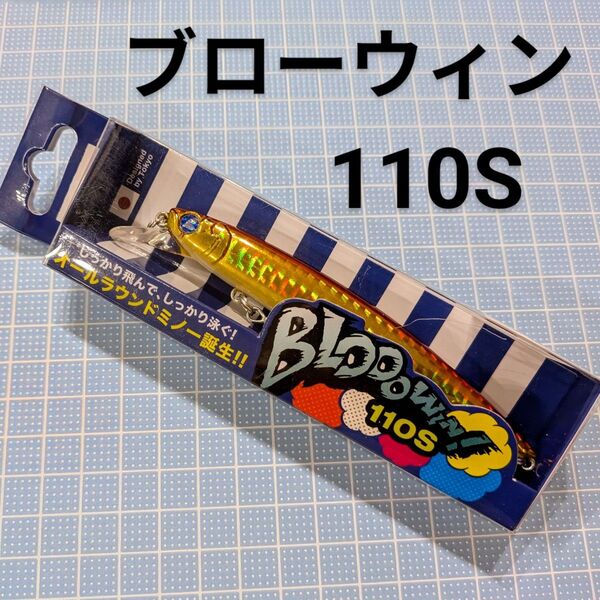 ブローウィン
110S
Designed
by Tokyo
しっかり飛んで、しっかり泳ぐ!
オールラウンドミノー誕生!!
BLOOOWIN!
110S